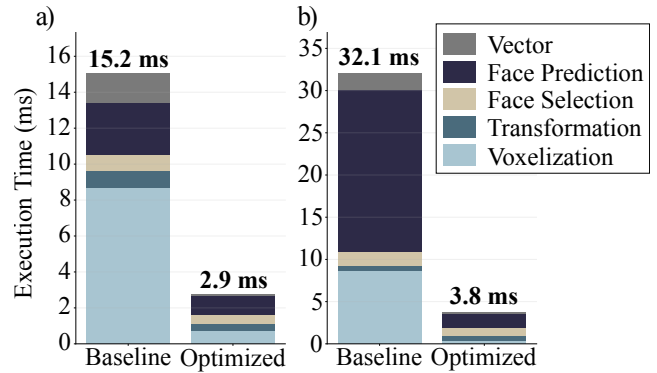 a)
Execution Time (ms)
16
14
12
10
8
6
4
2
0
15.2 ms
2.9 ms
Baseline
Optimized
b)
35
30
25
20
15
10
5
0
32.1 ms
3.8 ms
Baseline
Optimized
Vector
Face Prediction
Face Selection
Transformation
Voxelization